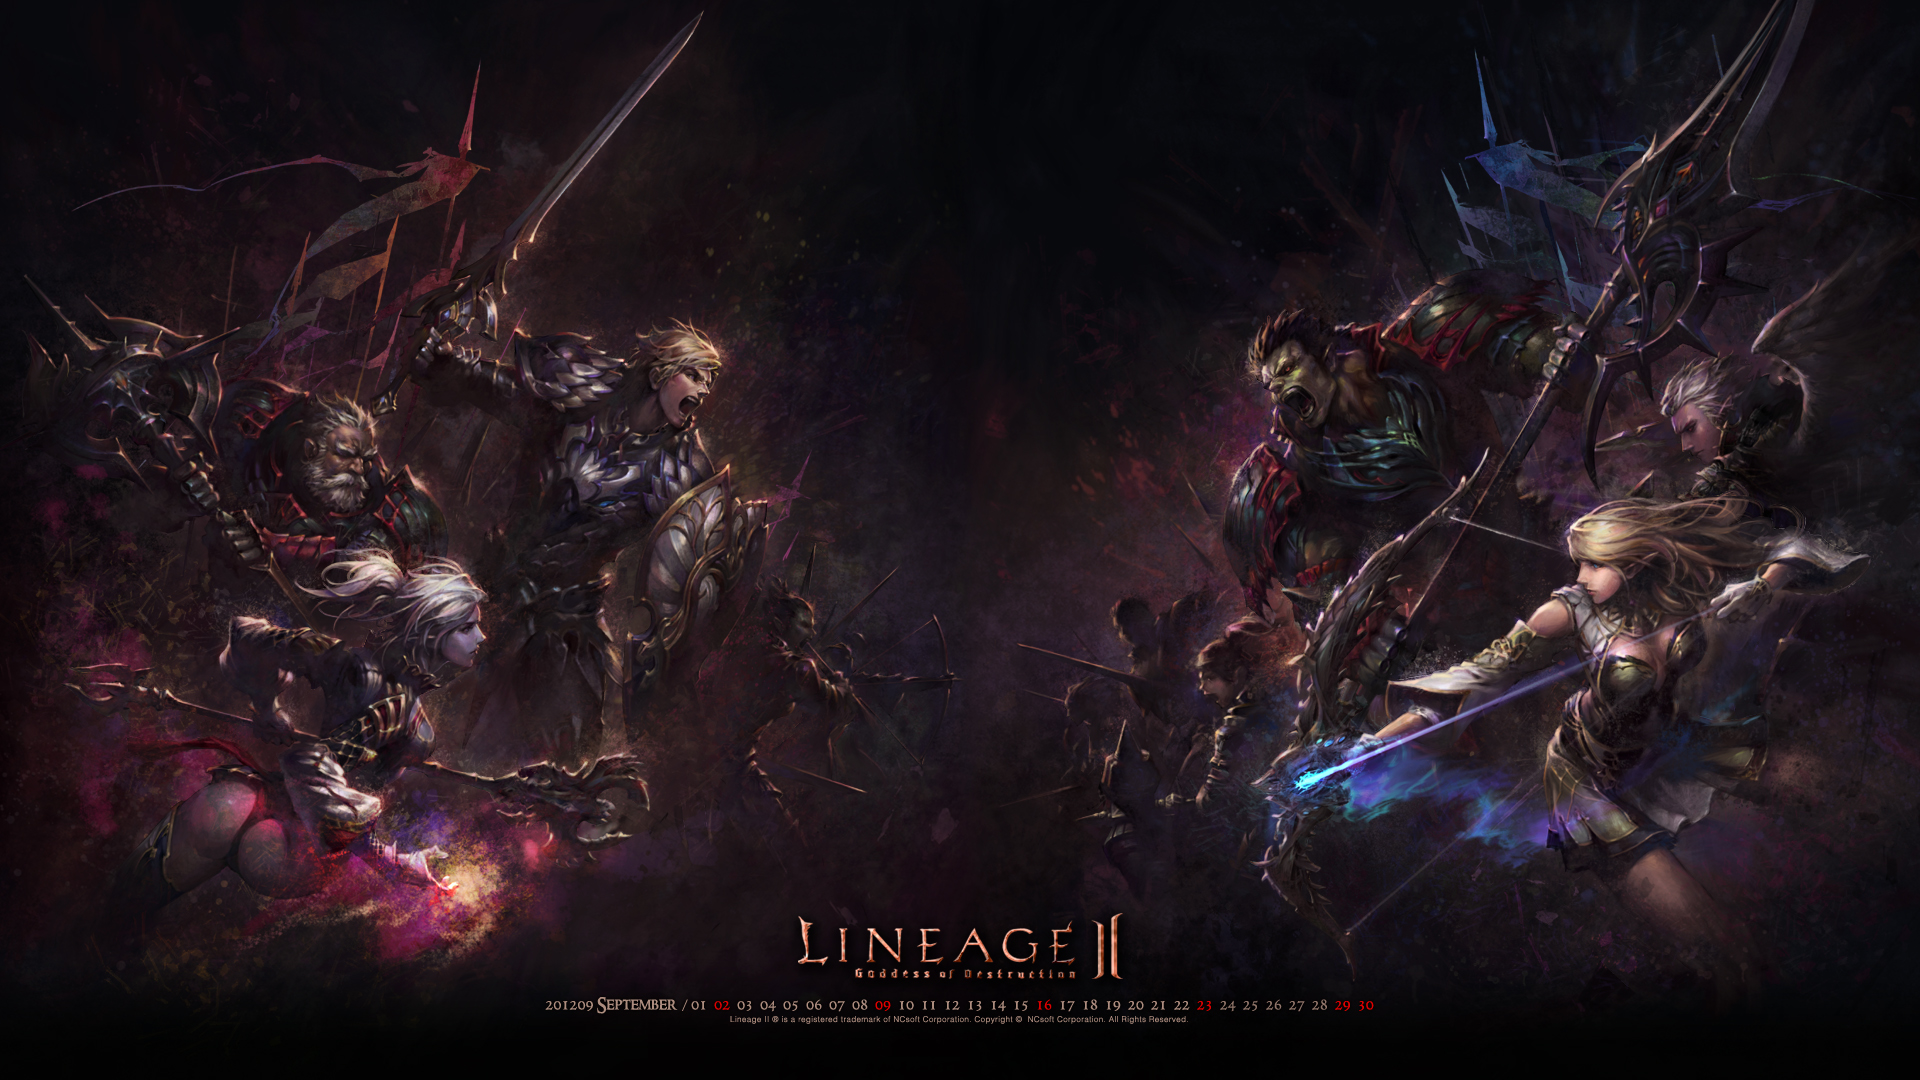 LINEAGE II
Goddess of Destruction
201209 SEPTEMBER / 01 02 03 04 05 06 07 08 09 10 11 12 13 14 15 16 17 18 19 20 21 22 23 24 25 26 27 28 29 30
Lineage II ® is a registered trademark of NCsoft Corporation. Copyright © NCsoft Corporation. All Rights Reserved.